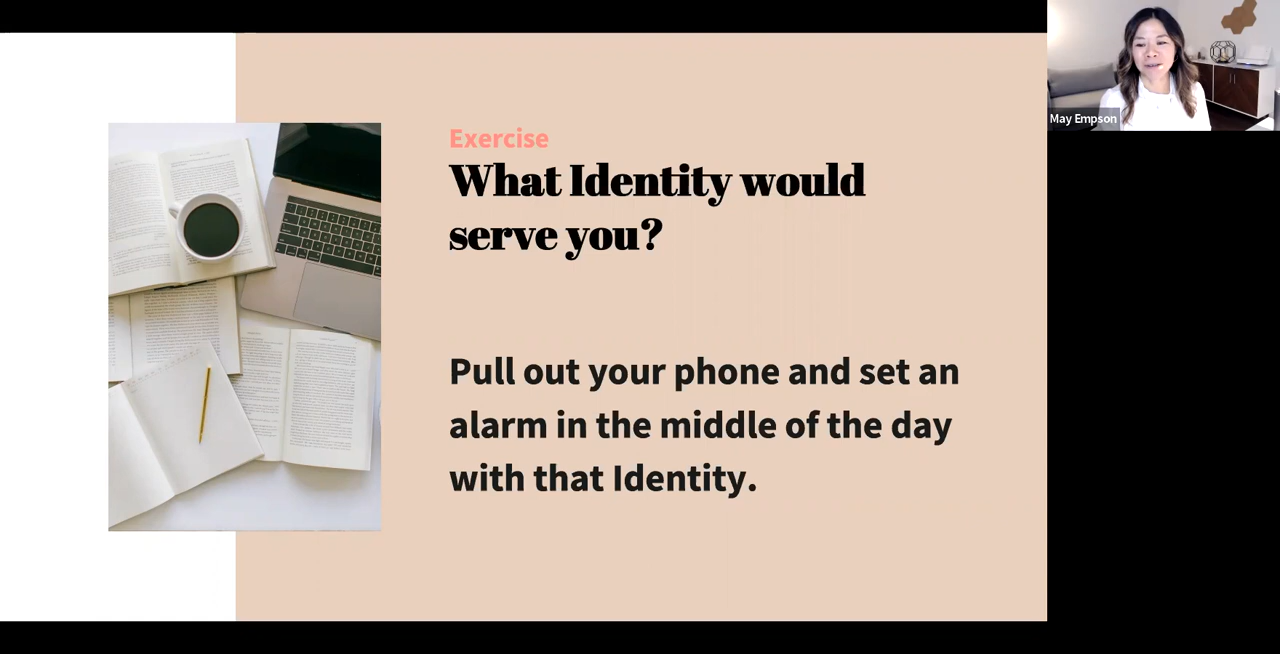 Exercise
What Identity would
serve you?
Pull out your phone and set an
alarm in the middle of the day
with that Identity.
May Empson